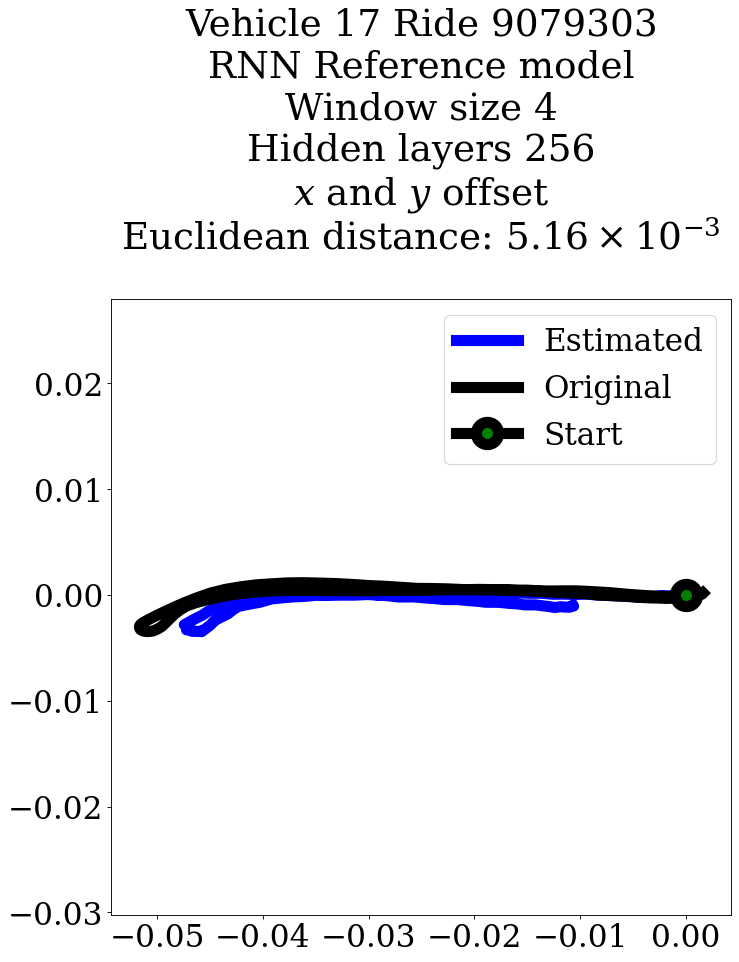 Vehicle 17 Ride 9079303
RNN Reference model
Window size 4
Hidden layers 256
x and y offset
Euclidean distance: 5.16 × 10⁻³
Estimated
Original
Start
0.02
0.01
0.00
−0.01
−0.02
−0.03
−0.05 −0.04 −0.03 −0.02 −0.01 0.00